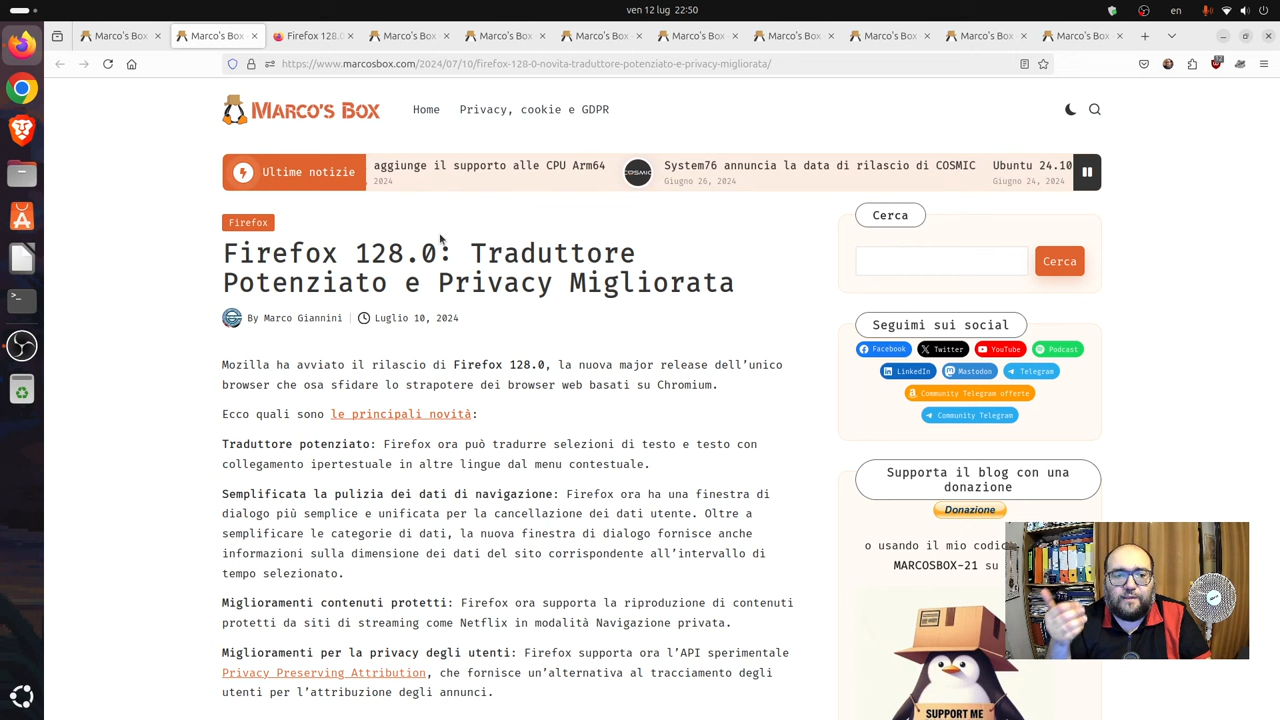 ven 12 lug 22:50
en
Marco's Box
Marco's Box
Firefox 128.0
Marco's Box
Marco's Box
Marco's Box
Marco's Box
Marco's Box
Marco's Box
Marco's Box
Marco's Box
https://www.marcosbox.com/2024/07/10/firefox-128-0-novita-traduttore-potenziato-e-privacy-migliorata/
MARCO'S BOX
Home
Privacy, cookie e GDPR
Ultime notizie
aggiunge il supporto alle CPU Arm64
, 2024
COSMIC
System76 annuncia la data di rilascio di COSMIC
Giugno 26, 2024
Ubuntu 24.10
Giugno 24, 2024
Firefox
Firefox 128.0: Traduttore
Potenziato e Privacy Migliorata
By Marco Giannini
Luglio 10, 2024
Mozilla ha avviato il rilascio di Firefox 128.0, la nuova major release dell'unico
browser che osa sfidare lo strapotere dei browser web basati su Chromium.
Ecco quali sono le principali novità:
Traduttore potenziato: Firefox ora può tradurre selezioni di testo e testo con
collegamento ipertestuale in altre lingue dal menu contestuale.
Semplificata la pulizia dei dati di navigazione: Firefox ora ha una finestra di
dialogo più semplice e unificata per la cancellazione dei dati utente. Oltre a
semplificare le categorie di dati, la nuova finestra di dialogo fornisce anche
informazioni sulla dimensione dei dati del sito corrispondente all'intervallo di
tempo selezionato.
Miglioramenti contenuti protetti: Firefox ora supporta la riproduzione di contenuti
protetti da siti di streaming come Netflix in modalità Navigazione privata.
Miglioramenti per la privacy degli utenti: Firefox supporta ora l'API sperimentale
Privacy Preserving Attribution, che fornisce un'alternativa al tracciamento degli
utenti per l'attribuzione degli annunci.
Cerca
Cerca
Seguimi sui social
Facebook
Twitter
YouTube
Podcast
LinkedIn
Mastodon
Telegram
Community Telegram offerte
Community Telegram
Supporta il blog con una
donazione
Donazione
o usando il mio codic
MARCOSBOX-21 su
SUPPORT ME